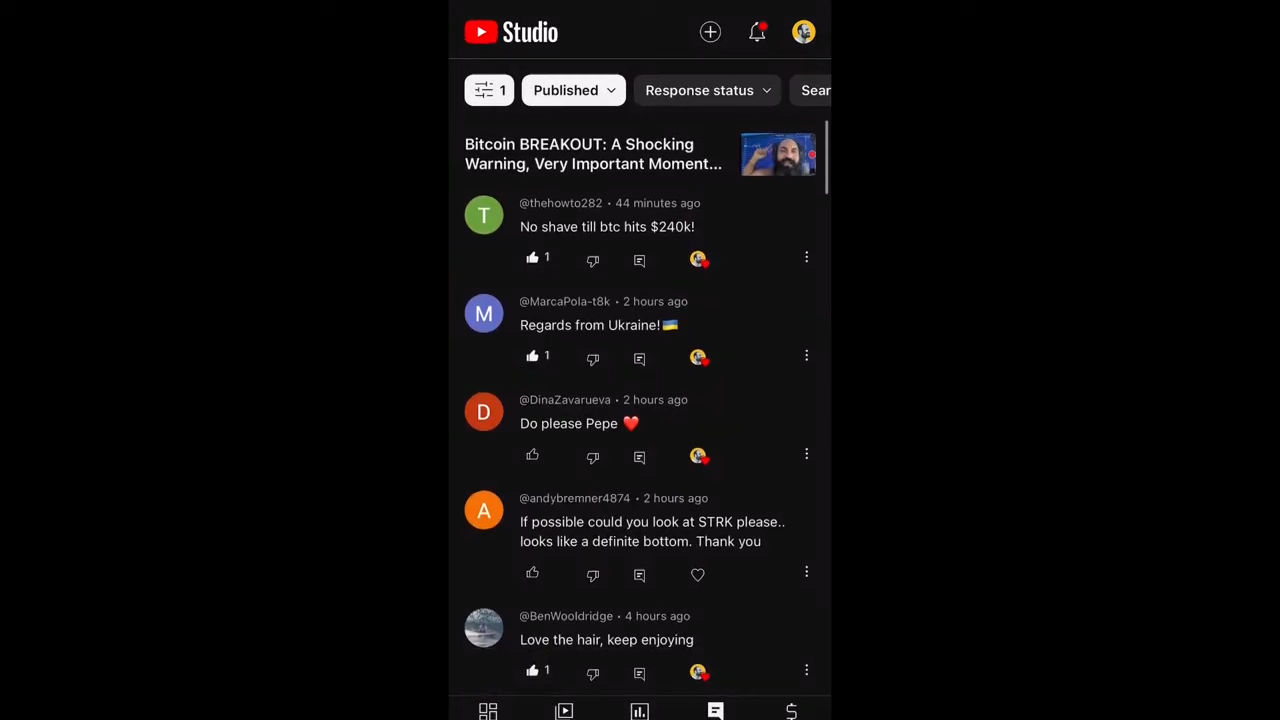 Studio
1
Published
Response status
Sear
Bitcoin BREAKOUT: A Shocking
Warning, Very Important Moment...
T
@thehowto282 • 44 minutes ago
No shave till btc hits $240k!
1
M
@MarcaPola-t8k • 2 hours ago
Regards from Ukraine!🇺🇦
1
D
@DinaZavarueva • 2 hours ago
Do please Pepe ❤️
A
@andybremner4874 • 2 hours ago
If possible could you look at STRK please..
looks like a definite bottom. Thank you
@BenWooldridge • 4 hours ago
Love the hair, keep enjoying
1